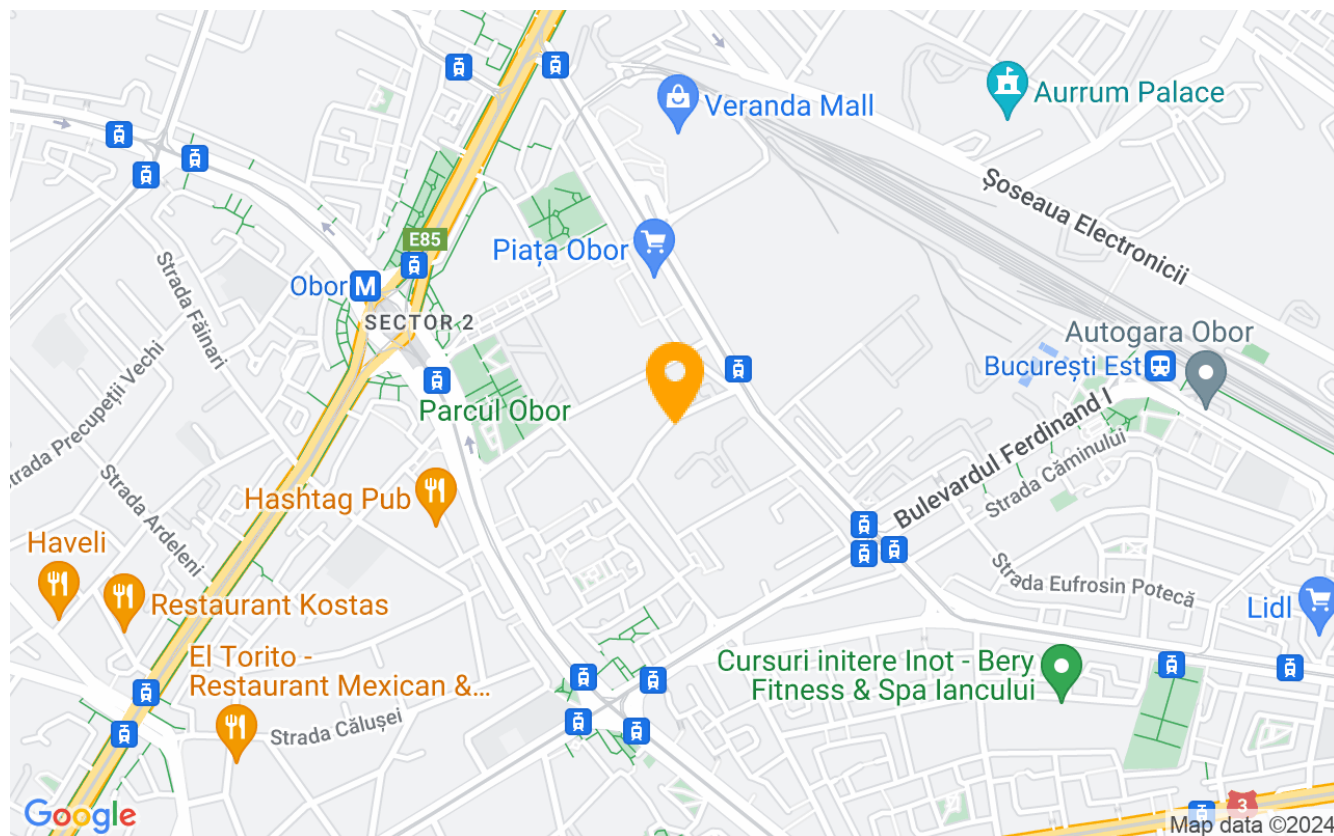 Veranda Mall
Aurrum Palace
Șoseaua Electronicii
Piața Obor
E85
Obor
M
SECTOR 2
Strada Făinari
Autogara Obor
București Est
Strada Precupeții Vechi
Parcul Obor
Bulevardul Ferdinand I
Strada Căminului
Strada Ardeleni
Hashtag Pub
Haveli
Restaurant Kostas
Strada Eufrosin Potecă
Lidl
El Torito -
Restaurant Mexican &...
Cursuri initere Inot - Bery
Fitness & Spa Iancului
Strada Călușei
Google
3
Map data ©2024